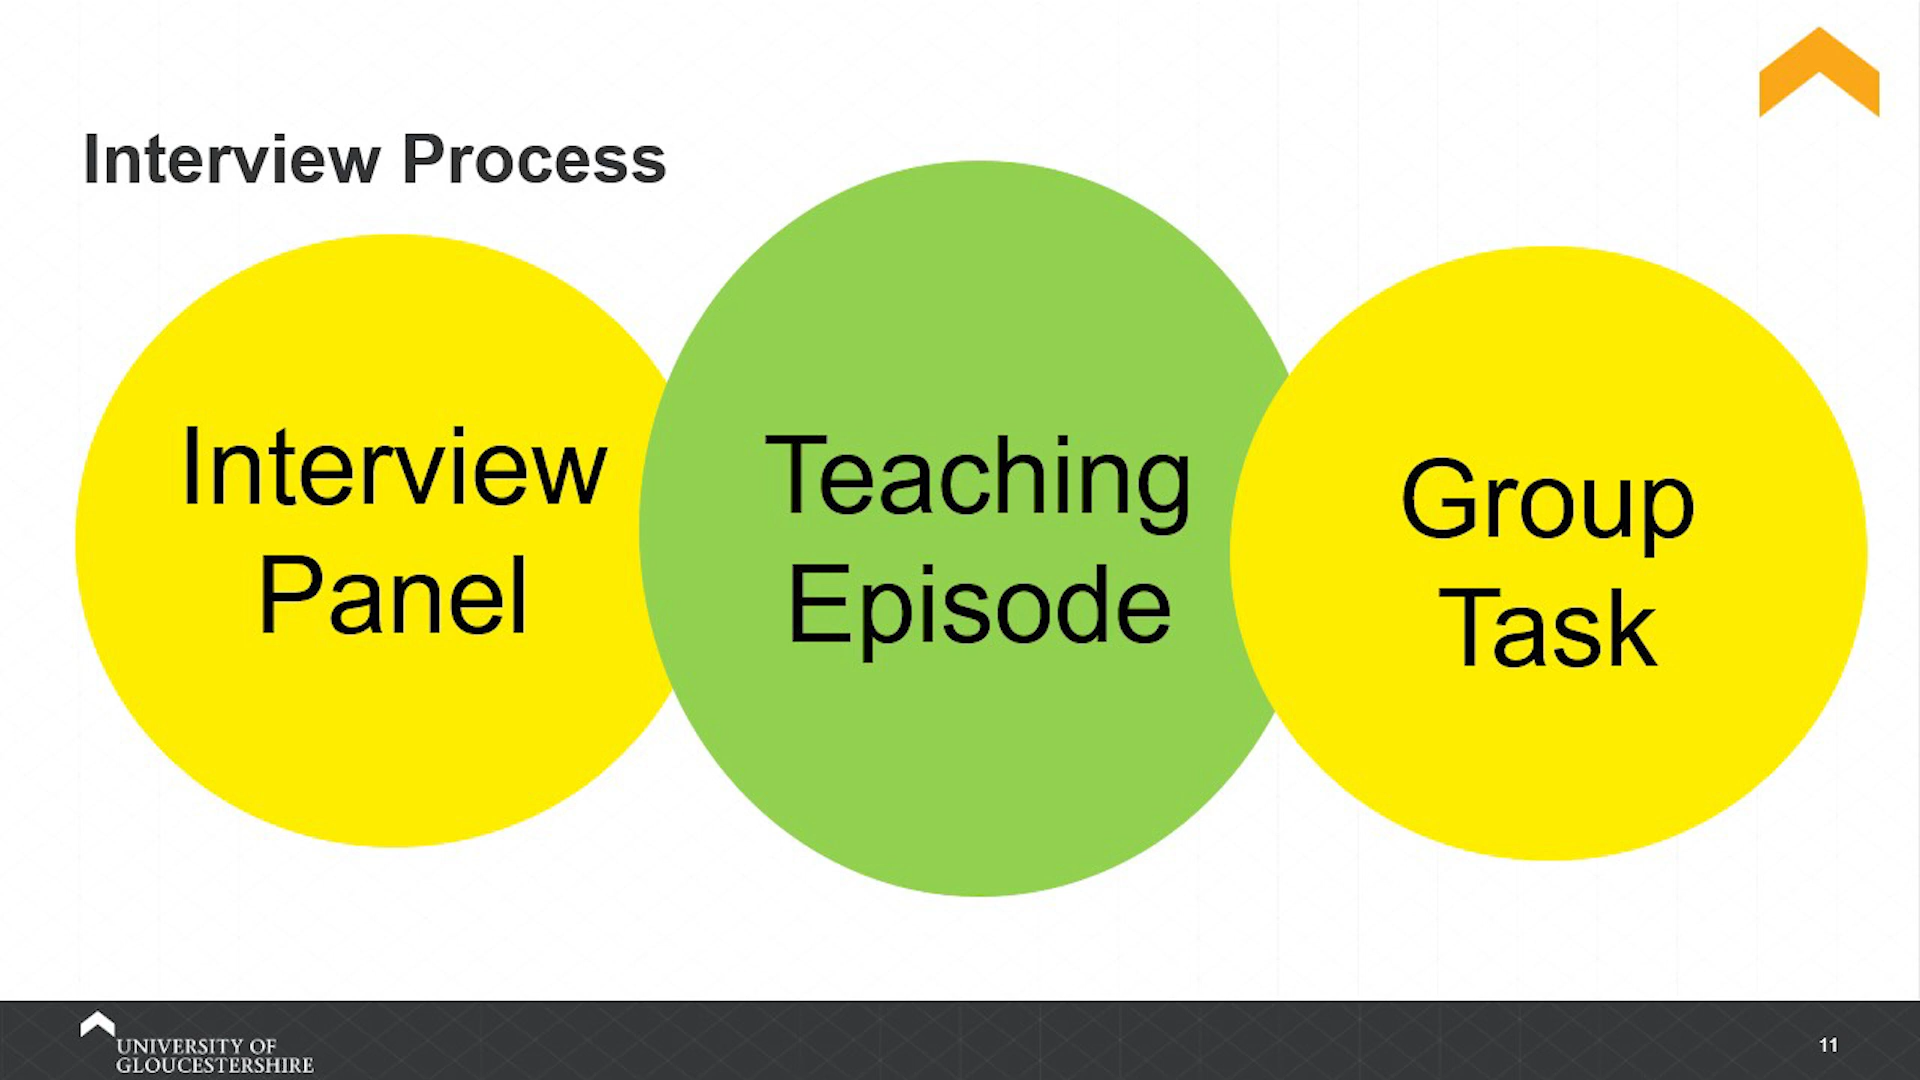 Interview Process
Interview
Panel
Teaching
Episode
Group
Task
UNIVERSITY OF
GLOUCESTERSHIRE
11